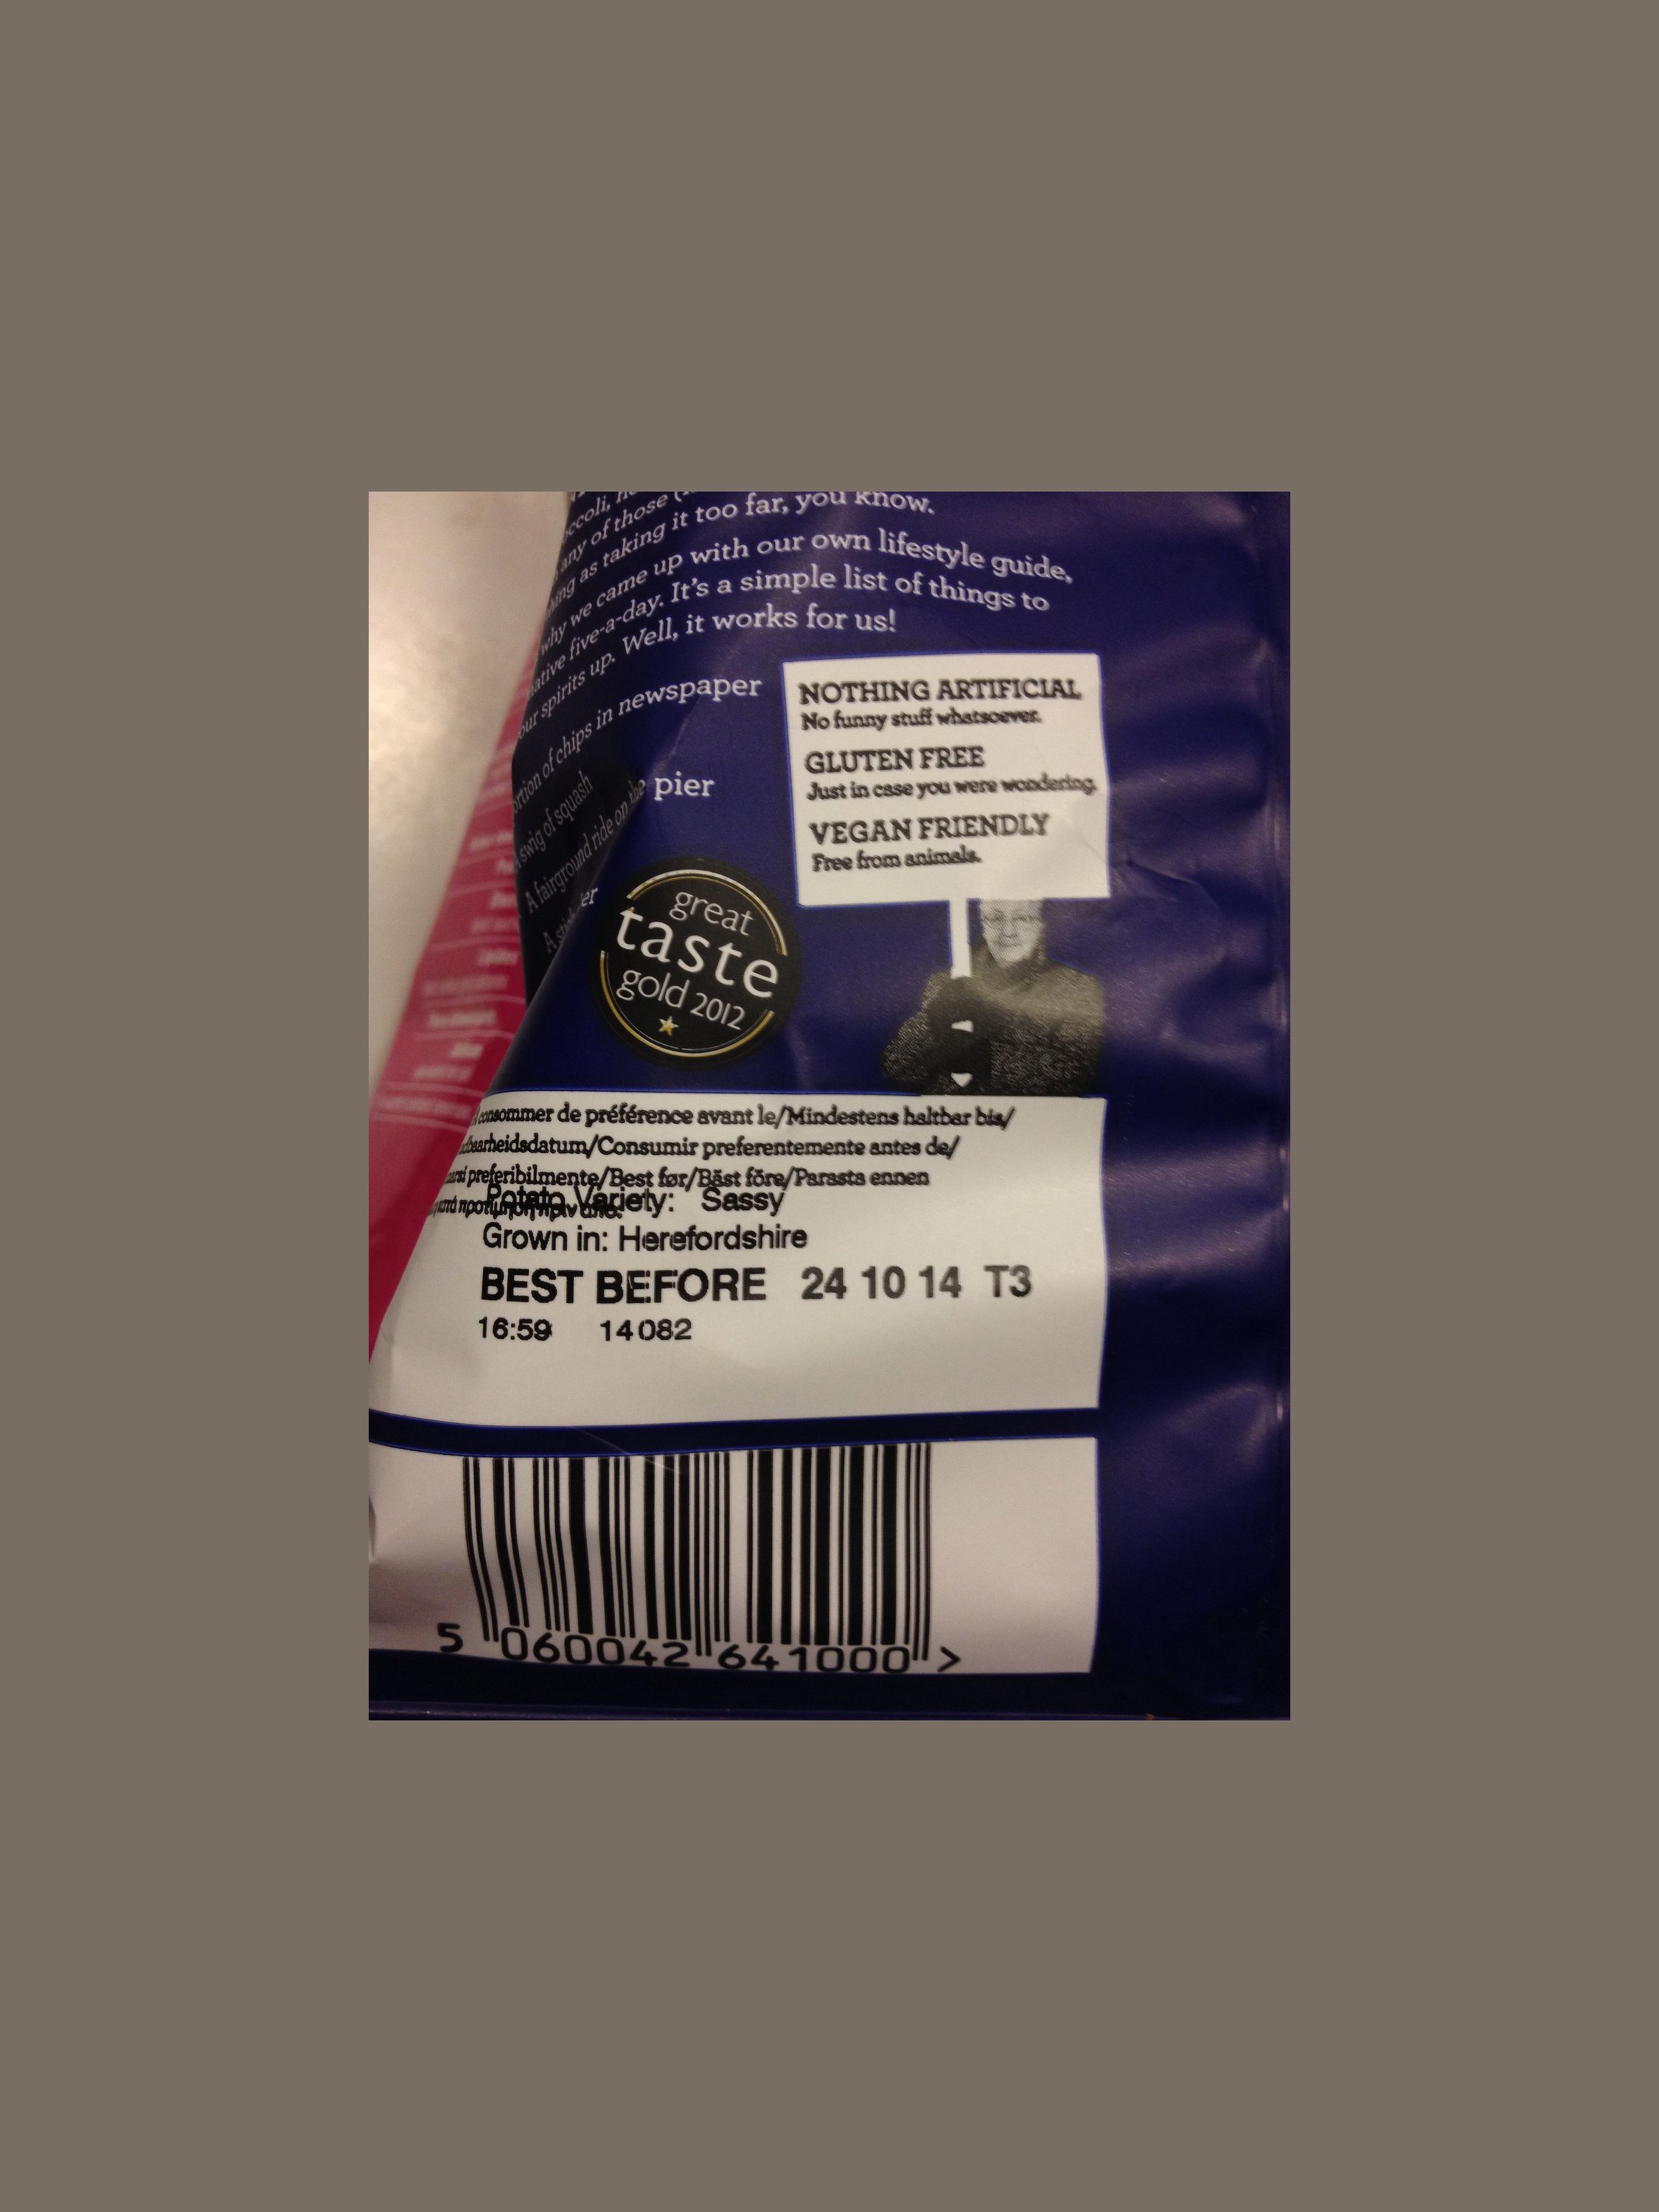 any of those
as taking it too far, you know.
why we came up with our own lifestyle guide,
five-a-day. It's a simple list of things to
spirits up. Well, it works for us!
of chips in newspaper
swig of squash
A fairground ride on the pier
NOTHING ARTIFICIAL
No funny stuff whatsoever.
GLUTEN FREE
Just in case you were wondering.
VEGAN FRIENDLY
Free from animals.
great
taste
gold 2012
consommer de préférence avant le/Mindestens haltbar bis/
Consumir preferentemente antes de/
preferibilmente/Best før/Bäst före/Parasta ennen
Potato Variety: Sassy
Grown in: Herefordshire
BEST BEFORE 24 10 14 T3
16:59 14 082
5 060042 641000 >